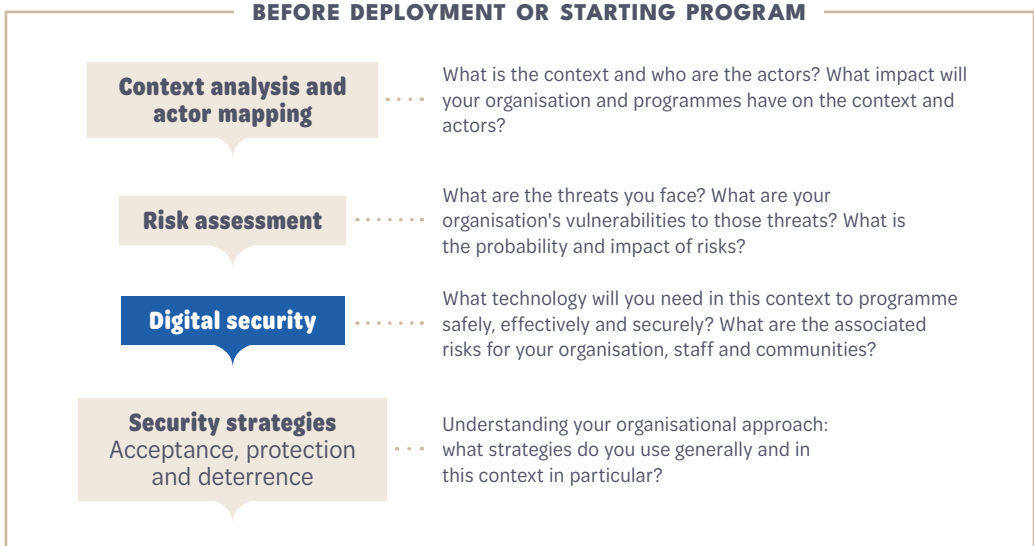 BEFORE DEPLOYMENT OR STARTING PROGRAM
Context analysis and
actor mapping
What is the context and who are the actors? What impact will
your organisation and programmes have on the context and
actors?
Risk assessment
What are the threats you face? What are your
organisation's vulnerabilities to those threats? What is
the probability and impact of risks?
Digital security
What technology will you need in this context to programme
safely, effectively and securely? What are the associated
risks for your organisation, staff and communities?
Security strategies
Acceptance, protection
and deterrence
Understanding your organisational approach:
what strategies do you use generally and in
this context in particular?